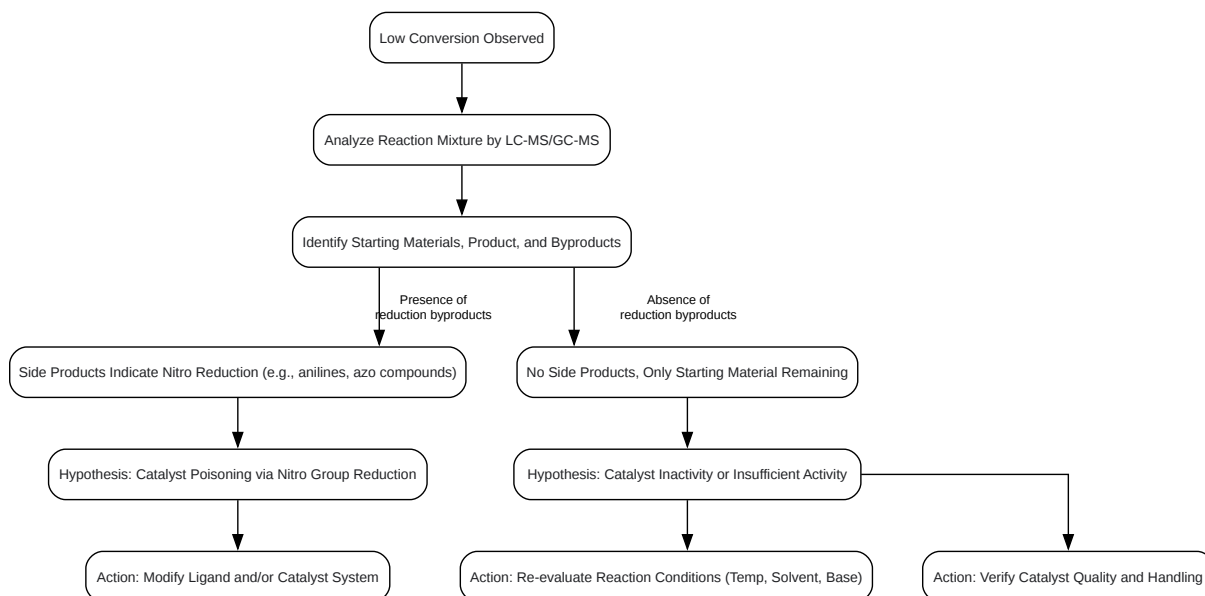 Low Conversion Observed
Analyze Reaction Mixture by LC-MS/GC-MS
Identify Starting Materials, Product, and Byproducts
Presence of
reduction byproducts
Absence of
reduction byproducts
Side Products Indicate Nitro Reduction (e.g., anilines, azo compounds)
No Side Products, Only Starting Material Remaining
Hypothesis: Catalyst Poisoning via Nitro Group Reduction
Hypothesis: Catalyst Inactivity or Insufficient Activity
Action: Modify Ligand and/or Catalyst System
Action: Re-evaluate Reaction Conditions (Temp, Solvent, Base)
Action: Verify Catalyst Quality and Handling